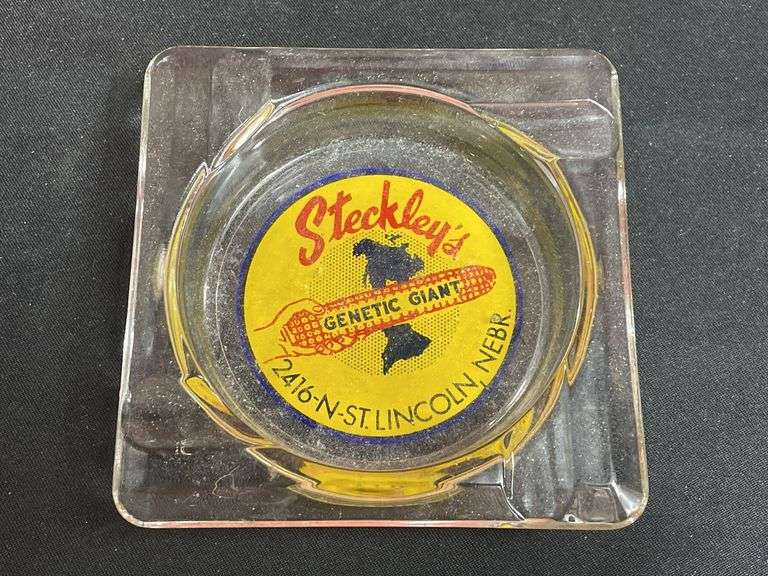 Steckley's
GENETIC GIANT
2416-N-ST. LINCOLN, NEBR.